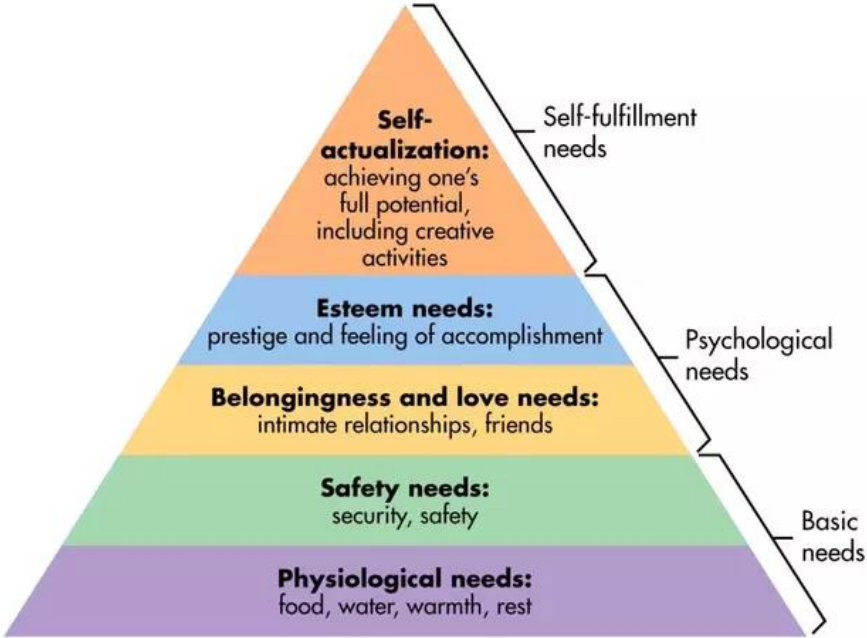 Self-
actualization:
achieving one's
full potential,
including creative
activities
Self-fulfillment
needs
Esteem needs:
prestige and feeling of accomplishment
Psychological
needs
Belongingness and love needs:
intimate relationships, friends
Safety needs:
security, safety
Basic
needs
Physiological needs:
food, water, warmth, rest